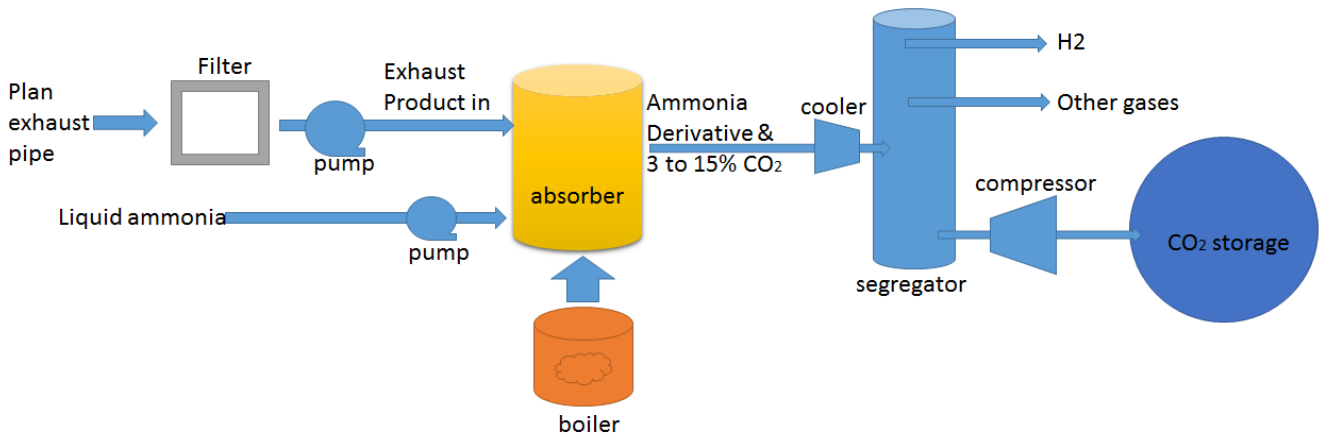 Plan
exhaust
pipe
Filter
pump
Exhaust
Product in
Liquid ammonia
pump
absorber
boiler
Ammonia
Derivative &
3 to 15% CO₂
cooler
segregator
H2
Other gases
compressor
CO₂ storage